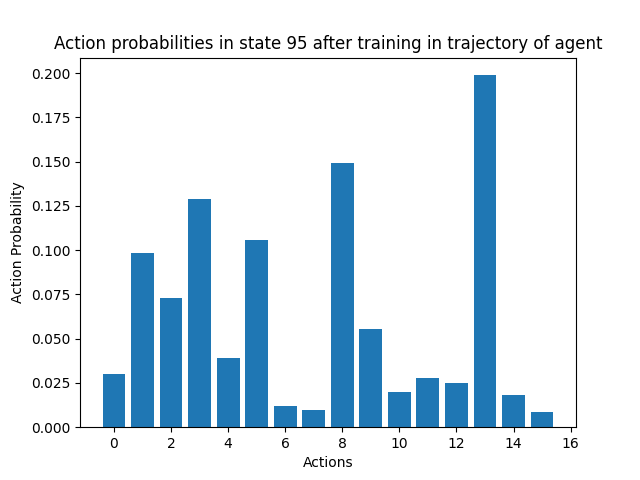 Action probabilities in state 95 after training in trajectory of agent
0.200
0.175
0.150
0.125
0.100
0.075
0.050
0.025
0.000
Action Probability
0 2 4 6 8 10 12 14 16
Actions